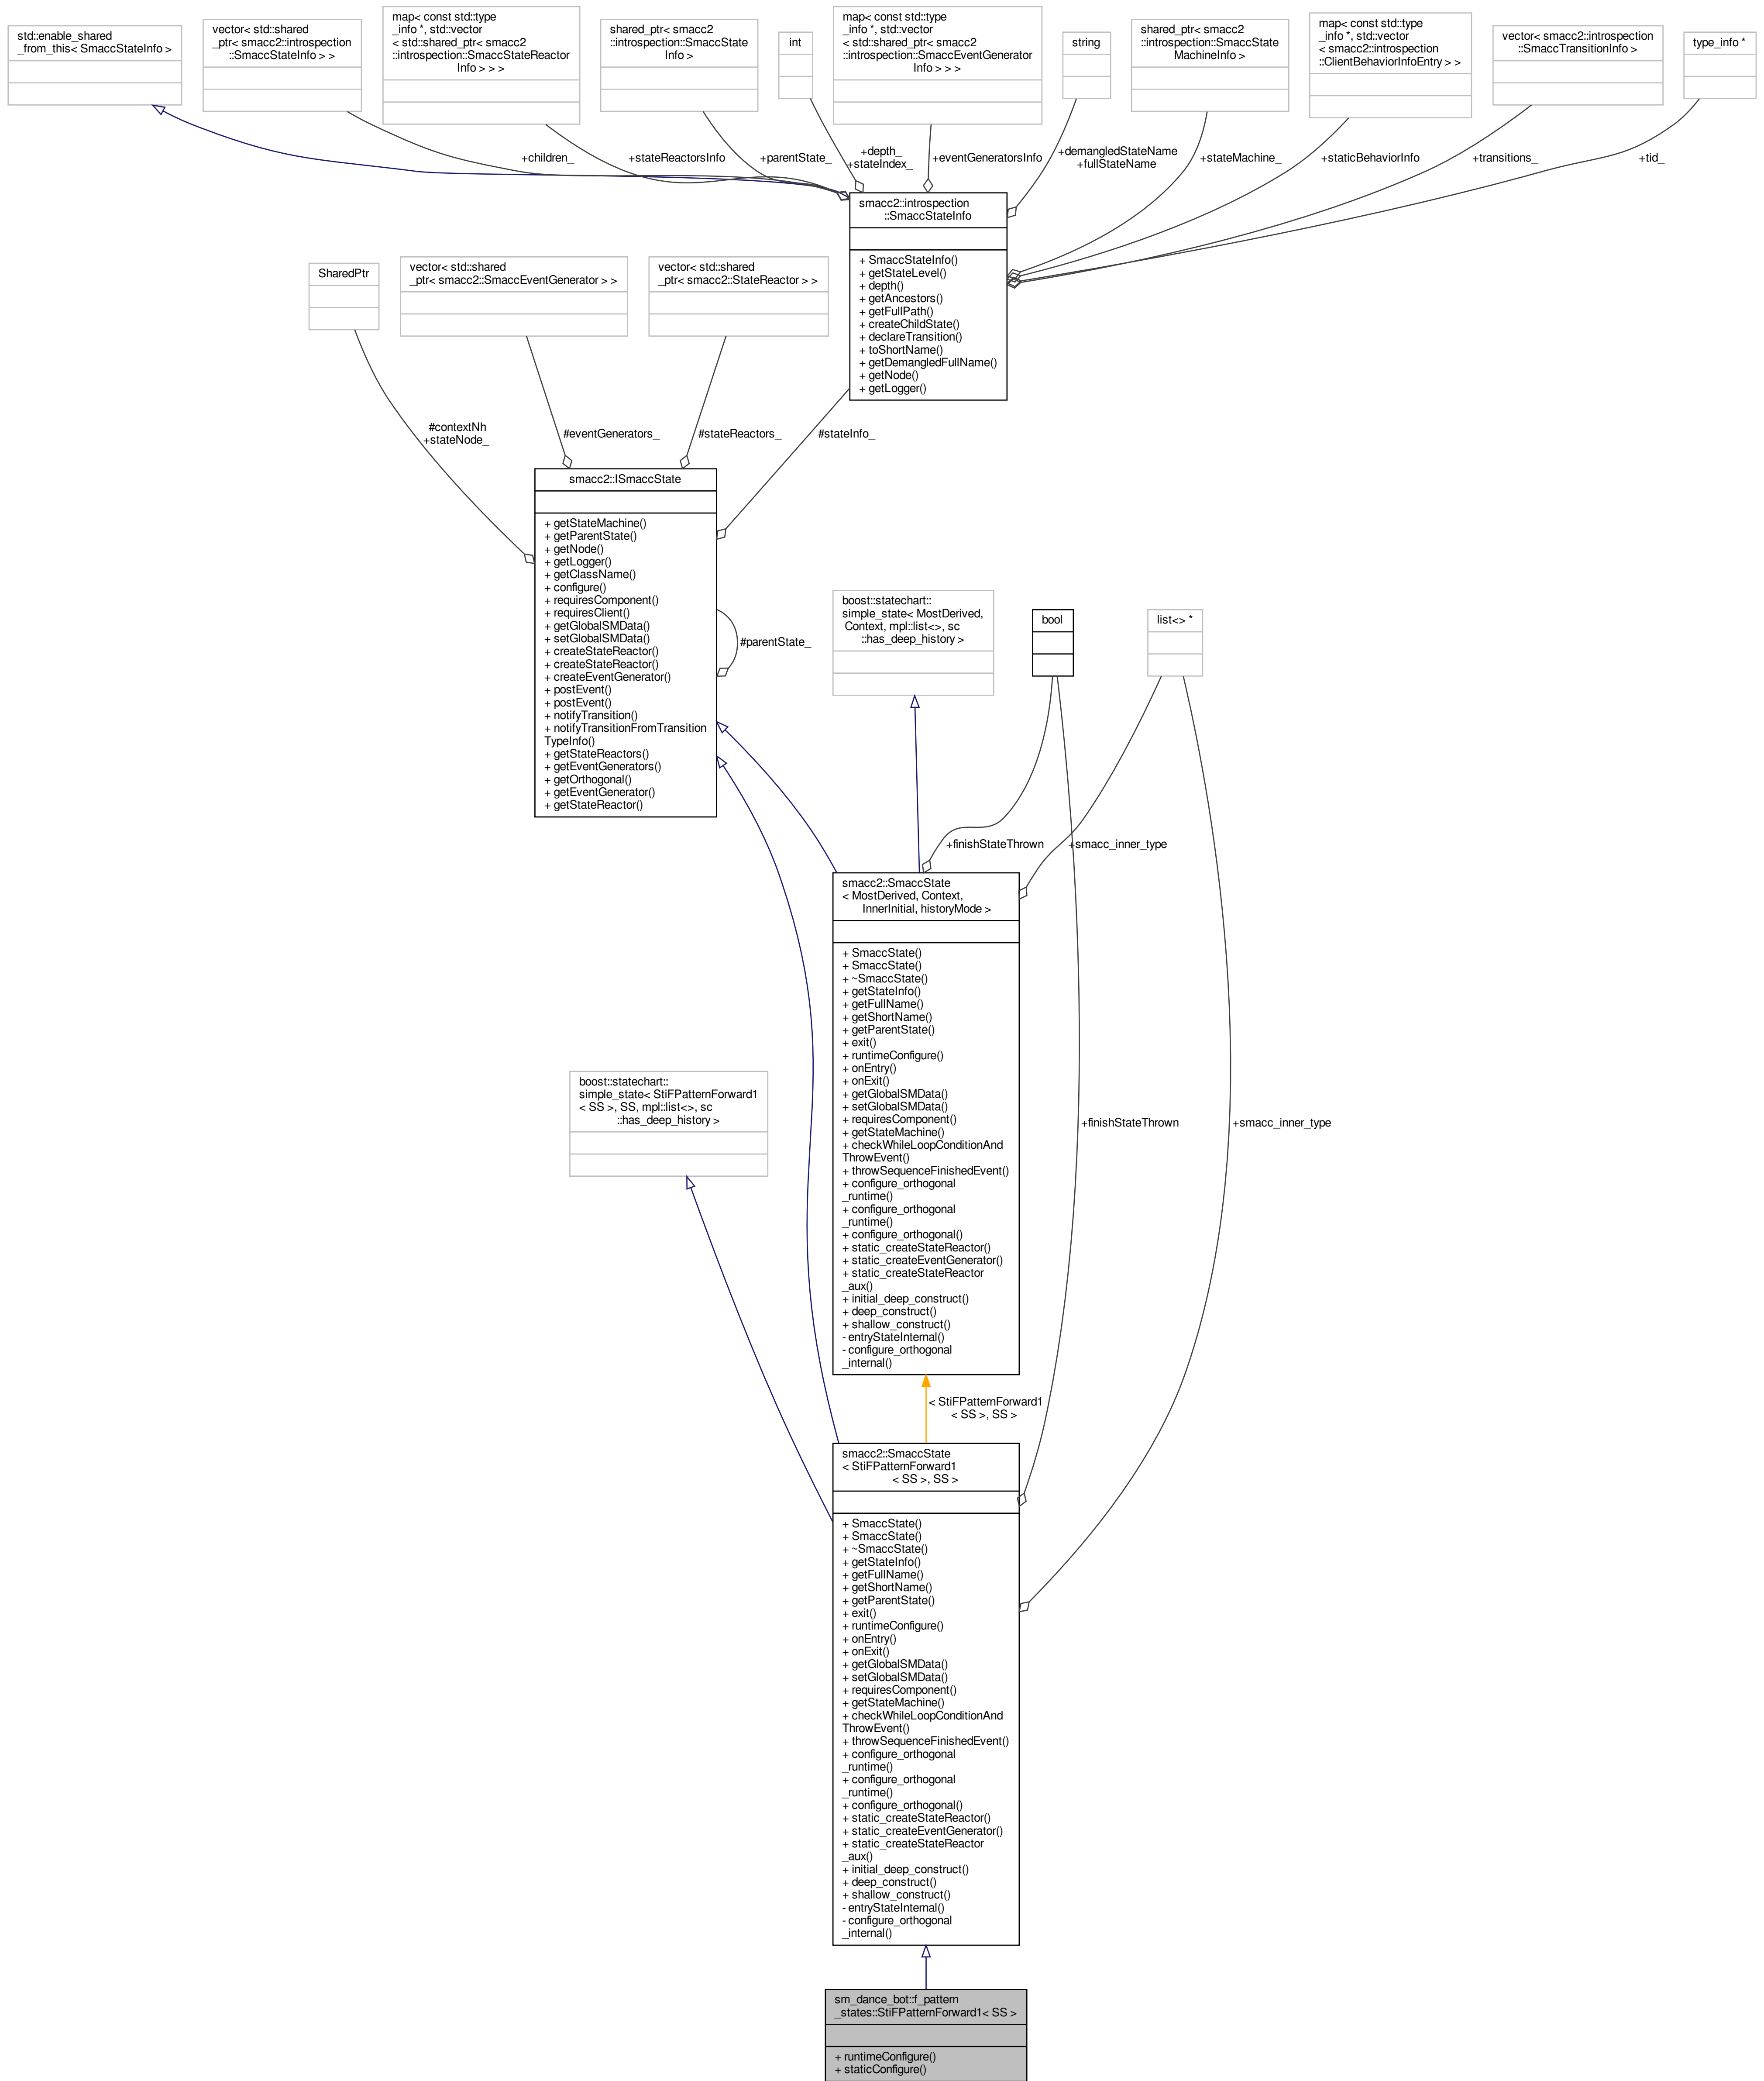 std::enable_shared
_from_this< SmaccStateInfo >
vector< std::shared
_ptr< smacc2::introspection
::SmaccStateInfo > >
map< const std::type
_info *, std::vector
< std::shared_ptr< smacc2
::introspection::SmaccStateReactor
Info > > >
shared_ptr< smacc2
::introspection::SmaccState
Info >
int
map< const std::type
_info *, std::vector
< std::shared_ptr< smacc2
::introspection::SmaccEventGenerator
Info > > >
string
shared_ptr< smacc2
::introspection::SmaccState
MachineInfo >
map< const std::type
_info *, std::vector
< smacc2::introspection
::ClientBehaviorInfoEntry > >
vector< smacc2::introspection
::SmaccTransitionInfo >
type_info *
+children_
+stateReactorsInfo
+parentState_
+depth_
+stateIndex_
+eventGeneratorsInfo
+demangledStateName
+fullStateName
+stateMachine_
+staticBehaviorInfo
+transitions_
+tid_
smacc2::introspection
::SmaccStateInfo
+ SmaccStateInfo()
+ getStateLevel()
+ depth()
+ getAncestors()
+ getFullPath()
+ createChildState()
+ declareTransition()
+ toShortName()
+ getDemangledFullName()
+ getNode()
+ getLogger()
SharedPtr
vector< std::shared
_ptr< smacc2::SmaccEventGenerator > >
vector< std::shared
_ptr< smacc2::StateReactor > >
#contextNh
+stateNode_
#eventGenerators_
#stateReactors_
#stateInfo_
smacc2::ISmaccState
+ getStateMachine()
+ getParentState()
+ getNode()
+ getLogger()
+ getClassName()
+ configure()
+ requiresComponent()
+ requiresClient()
+ getGlobalSMData()
+ setGlobalSMData()
+ createStateReactor()
+ createStateReactor()
+ createEventGenerator()
+ postEvent()
+ postEvent()
+ notifyTransition()
+ notifyTransitionFromTransition
TypeInfo()
+ getStateReactors()
+ getEventGenerators()
+ getOrthogonal()
+ getEventGenerator()
+ getStateReactor()
#parentState_
boost::statechart::
simple_state< MostDerived,
Context, mpl::list<>, sc
::has_deep_history >
bool
list<> *
+finishStateThrown
+smacc_inner_type
smacc2::SmaccState
< MostDerived, Context,
InnerInitial, historyMode >
+ SmaccState()
+ SmaccState()
+ ~SmaccState()
+ getStateInfo()
+ getFullName()
+ getShortName()
+ getParentState()
+ exit()
+ runtimeConfigure()
+ onEntry()
+ onExit()
+ getGlobalSMData()
+ setGlobalSMData()
+ requiresComponent()
+ getStateMachine()
+ checkWhileLoopConditionAnd
ThrowEvent()
+ throwSequenceFinishedEvent()
+ configure_orthogonal
_runtime()
+ configure_orthogonal
_runtime()
+ configure_orthogonal()
+ static_createStateReactor()
+ static_createEventGenerator()
+ static_createStateReactor
_aux()
+ initial_deep_construct()
+ deep_construct()
+ shallow_construct()
- entryStateInternal()
- configure_orthogonal
_internal()
boost::statechart::
simple_state< StiFPatternForward1
< SS >, SS, mpl::list<>, sc
::has_deep_history >
+finishStateThrown
+smacc_inner_type
< StiFPatternForward1
< SS >, SS >
smacc2::SmaccState
< StiFPatternForward1
< SS >, SS >
+ SmaccState()
+ SmaccState()
+ ~SmaccState()
+ getStateInfo()
+ getFullName()
+ getShortName()
+ getParentState()
+ exit()
+ runtimeConfigure()
+ onEntry()
+ onExit()
+ getGlobalSMData()
+ setGlobalSMData()
+ requiresComponent()
+ getStateMachine()
+ checkWhileLoopConditionAnd
ThrowEvent()
+ throwSequenceFinishedEvent()
+ configure_orthogonal
_runtime()
+ configure_orthogonal
_runtime()
+ configure_orthogonal()
+ static_createStateReactor()
+ static_createEventGenerator()
+ static_createStateReactor
_aux()
+ initial_deep_construct()
+ deep_construct()
+ shallow_construct()
- entryStateInternal()
- configure_orthogonal
_internal()
sm_dance_bot::f_pattern
_states::StiFPatternForward1< SS >
+ runtimeConfigure()
+ staticConfigure()